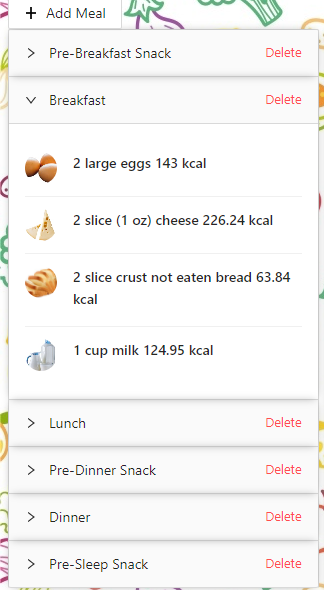 + Add Meal
Pre-Breakfast Snack Delete
Breakfast Delete
2 large eggs 143 kcal
2 slice (1 oz) cheese 226.24 kcal
2 slice crust not eaten bread 63.84
kcal
1 cup milk 124.95 kcal
Lunch Delete
Pre-Dinner Snack Delete
Dinner Delete
Pre-Sleep Snack Delete